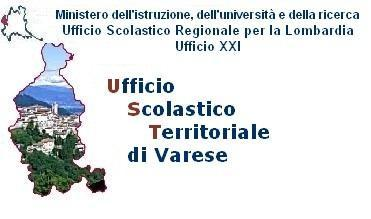 Ministero dell'istruzione, dell'università e della ricerca
Ufficio Scolastico Regionale per la Lombardia
Ufficio XXI
Ufficio
Scolastico
Territoriale
di Varese